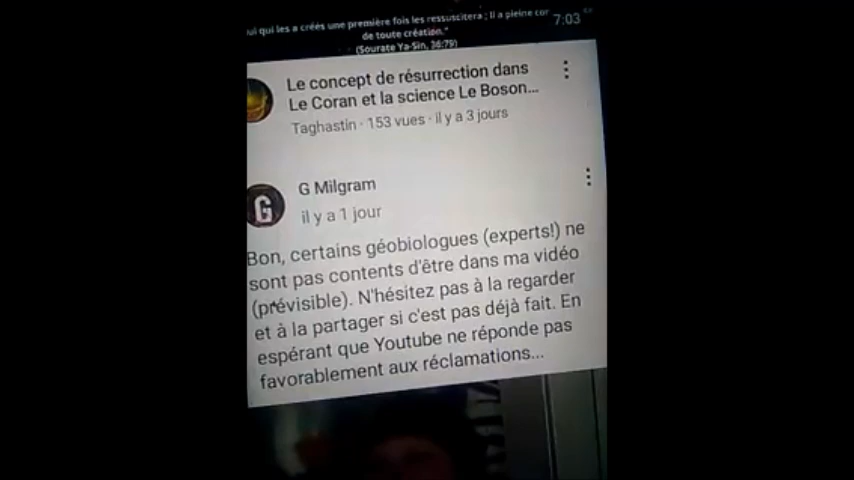 qui les a créés une première fois les ressuscitera ; Il a pleine con
de toute création."
(Sourate Ya-Sin, 36:79)
7:03
Le concept de résurrection dans
Le Coran et la science Le Boson...
Taghastin · 153 vues · il y a 3 jours
G Milgram
il y a 1 jour
Bon, certains géobiologues (experts!) ne
sont pas contents d'être dans ma vidéo
(prévisible). N'hésitez pas à la regarder
et à la partager si c'est pas déjà fait. En
espérant que Youtube ne réponde pas
favorablement aux réclamations...